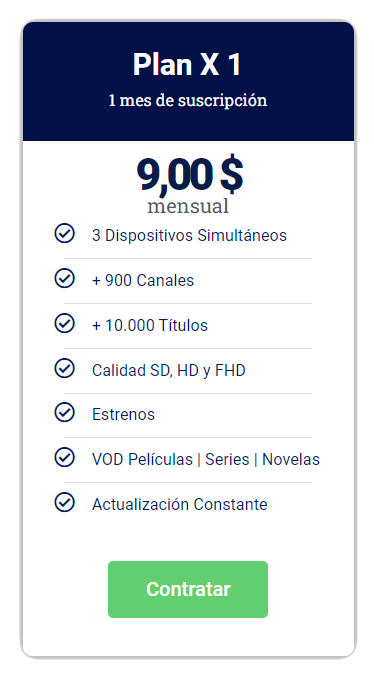 Plan X 1
1 mes de suscripción
9,00 $
mensual
3 Dispositivos Simultáneos
+ 900 Canales
+ 10.000 Títulos
Calidad SD, HD y FHD
Estrenos
VOD Películas | Series | Novelas
Actualización Constante
Contratar